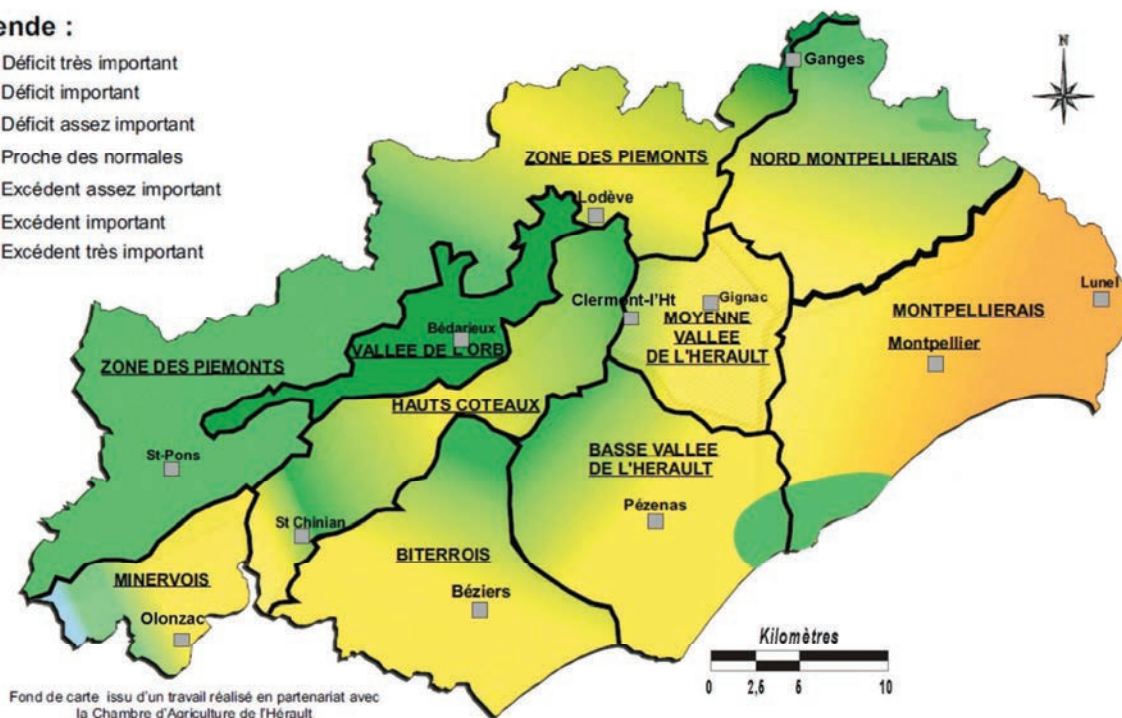 ende :
Déficit très important
Déficit important
Déficit assez important
Proche des normales
Excédent assez important
Excédent important
Excédent très important
N
Ganges
ZONE DES PIEMONTS
NORD MONTPELLIERAIS
Lodève
Clermont-l'Ht
Gignac
MOYENNE
VALLEE
DE L'HERAULT
Lunel
MONTPELLIERAIS
Montpellier
Bédarieux
VALLEE DE L'ORB
ZONE DES PIEMONTS
HAUTS COTEAUX
BASSE VALLEE
DE L'HERAULT
St-Pons
Pézenas
St Chinian
BITERROIS
MINERVOIS
Béziers
Olonzac
Kilomètres
0 2,5 5 10
Fond de carte issu d'un travail réalisé en partenariat avec
la Chambre d'Agriculture de l'Hérault